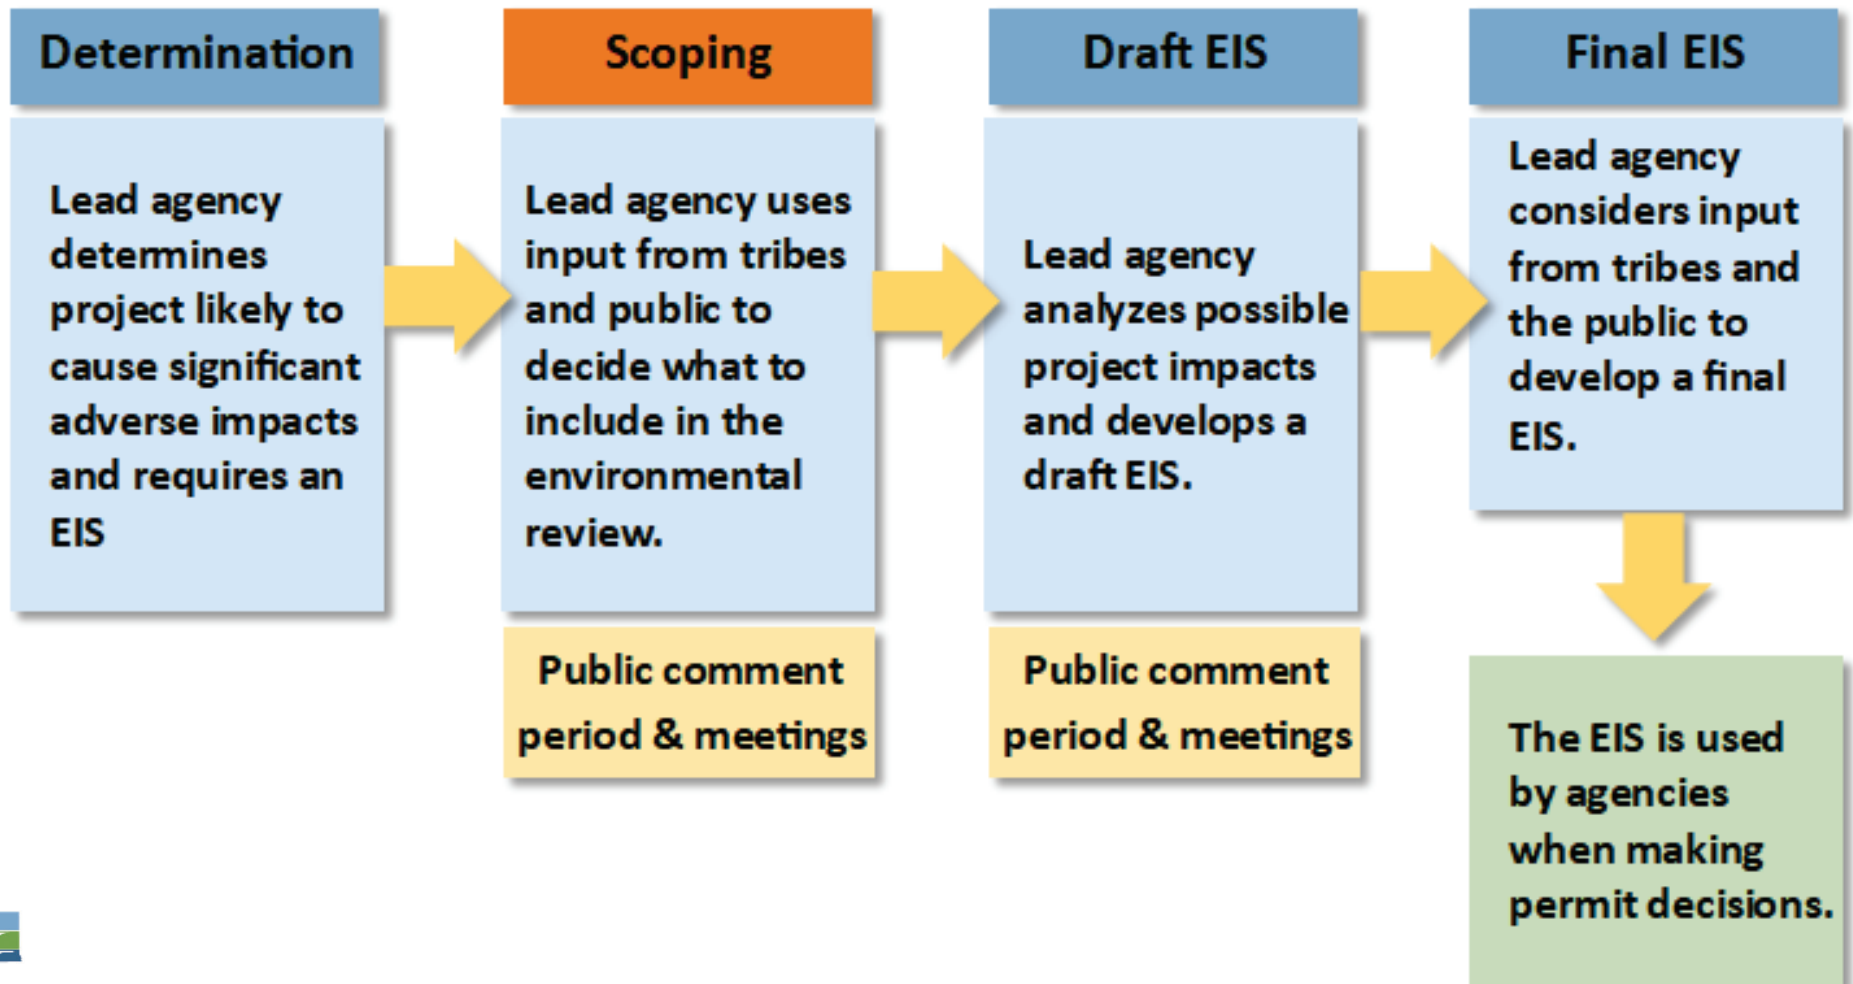 Determination
Lead agency
determines
project likely to
cause significant
adverse impacts
and requires an
EIS
Scoping
Lead agency uses
input from tribes
and public to
decide what to
include in the
environmental
review.
Public comment
period & meetings
Draft EIS
Lead agency
analyzes possible
project impacts
and develops a
draft EIS.
Public comment
period & meetings
Final EIS
Lead agency
considers input
from tribes and
the public to
develop a final
EIS.
The EIS is used
by agencies
when making
permit decisions.